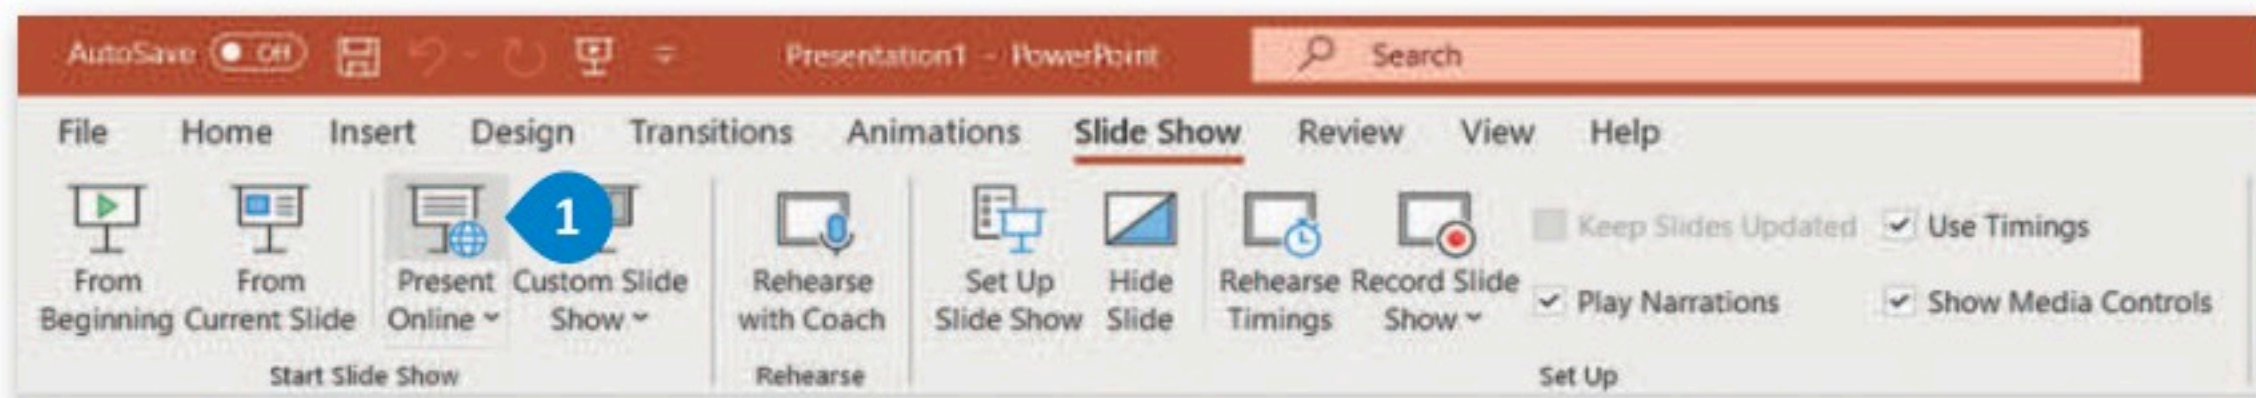 AutoSave Off Presentation1 - PowerPoint Search
File Home Insert Design Transitions Animations Slide Show Review View Help
1
Keep Slides Updated Use Timings
From From Present Custom Slide Rehearse Set Up Hide Rehearse Record Slide
Play Narrations Show Media Controls
Beginning Current Slide Online Show with Coach Slide Show Slide Timings Show
Start Slide Show Rehearse Set Up